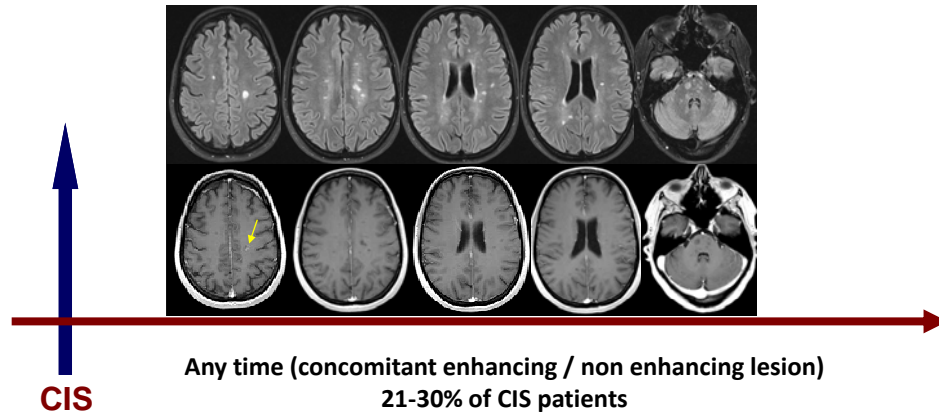 CIS
Any time (concomitant enhancing / non enhancing lesion)
21-30% of CIS patients